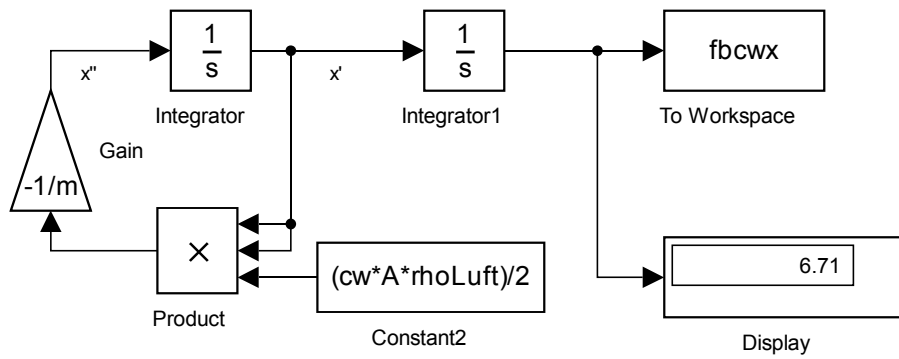 1
s
1
s
fbcwx
x"
x'
Integrator
Integrator1
To Workspace
Gain
-1/m
×
(cw*A*rhoLuft)/2
6.71
Product
Constant2
Display